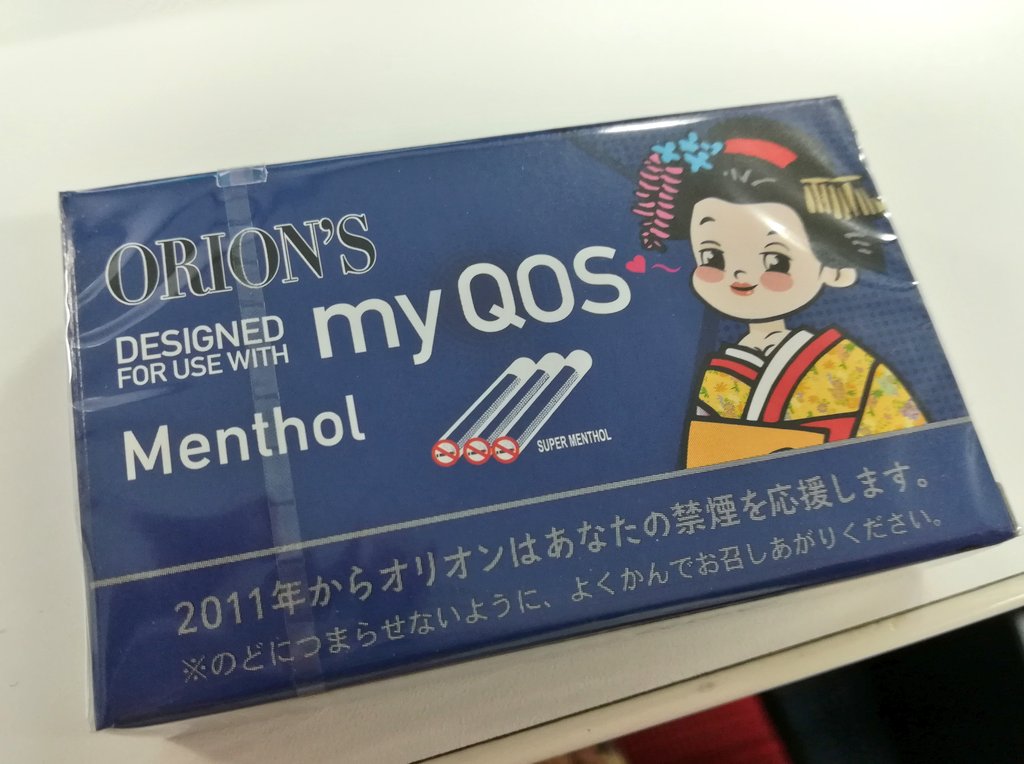 ORION'S
DESIGNED
FOR USE WITH
my QOS
Menthol
SUPER MENTHOL
2011年からオリオンはあなたの禁煙を応援します。
※のどにつまらせないように、よくかんでお召しあがりください。